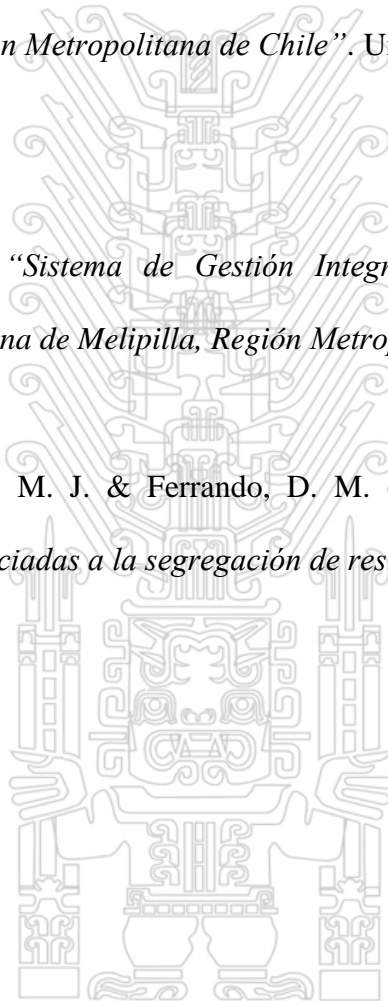 n Metropolitana de Chile”. U
“Sistema de Gestión Integr
na de Melipilla, Región Metrop
M. J. & Ferrando, D. M. (
ciadas a la segregación de res